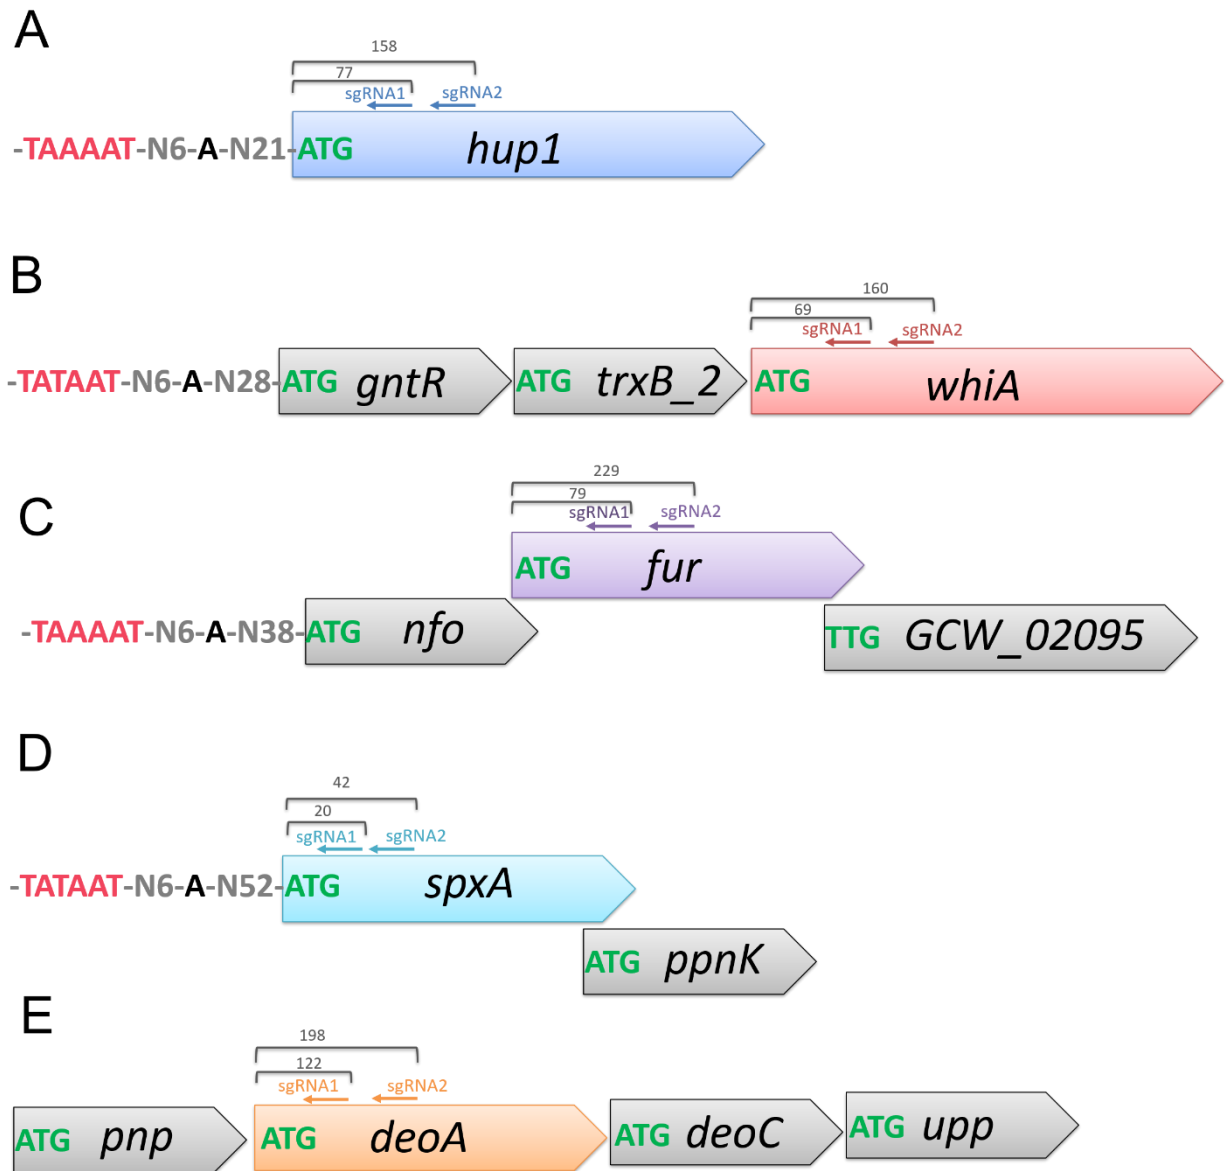 A
158
77
sgRNA1 sgRNA2
-TAAAAT-N6-A-N21-ATG hup1
B
160
69
sgRNA1 sgRNA2
-TATAAT-N6-A-N28-ATG gntR ATG trxB_2 ATG whiA
C
229
79
sgRNA1 sgRNA2
ATG fur
-TAAAAT-N6-A-N38-ATG nfo TTG GCW_02095
D
42
20
sgRNA1 sgRNA2
-TATAAT-N6-A-N52-ATG spxA
ATG ppnK
E
198
122
sgRNA1 sgRNA2
ATG pnp ATG deoA ATG deoC ATG upp